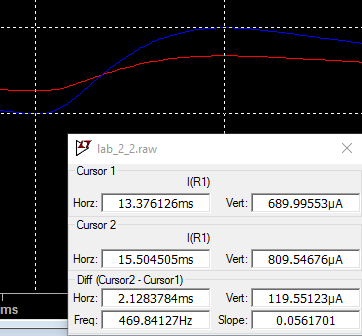 lab_2_2.raw
Cursor 1
I(R1)
Horz: 13.376126ms Vert: 689.99553µA
Cursor 2
I(R1)
Horz: 15.504505ms Vert: 809.54676µA
Diff (Cursor2 - Cursor1)
Horz: 2.1283784ms Vert: 119.55123µA
Freq: 469.84127Hz Slope: 0.0561701
ms